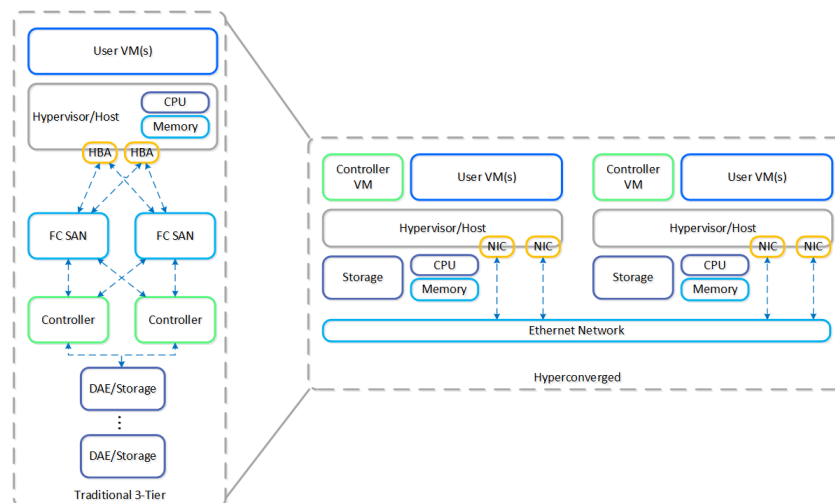 User VM(s)
Hypervisor/Host
CPU
Memory
HBA HBA
FC SAN FC SAN
Controller Controller
DAE/Storage
⋮
DAE/Storage
Traditional 3-Tier
Controller
VM
User VM(s)
Hypervisor/Host
NIC NIC
Storage
CPU
Memory
Controller
VM
User VM(s)
Hypervisor/Host
NIC NIC
Storage
CPU
Memory
Ethernet Network
Hyperconverged